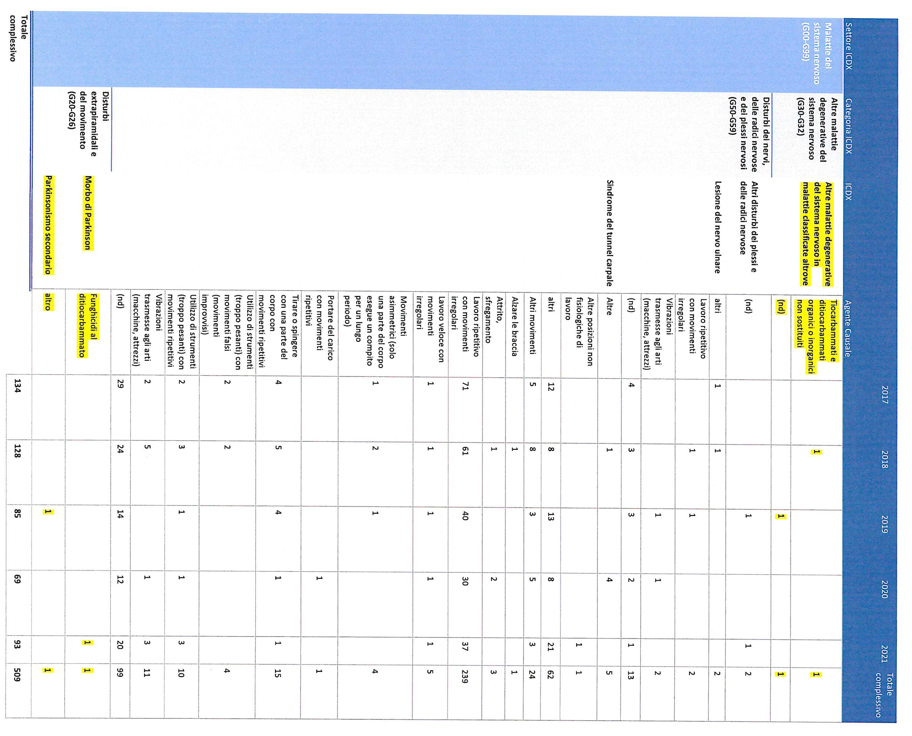 Settore ICDX Categoria ICDX ICDX Agente Causale 2017 2018 2019 2020 2021 Totale complessivo
Malattie del
sistema nervoso
(G00-G99)
Altre malattie
degenerative del
sistema nervoso
(G30-G32)
Altre malattie degenerative
del sistema nervoso in
malattie classificate altrove
Tiocarbammati e
ditiocarbammati
organici o inorganici
non sostituiti
1 1
(nd) 1 1
Disturbi dei nervi,
delle radici nervose
e dei plessi nervosi
(G50-G59)
Altri disturbi dei plessi e
delle radici nervose
(nd) 1 1 2
Lesione del nervo ulnare
altri 1 1 2
Lavoro ripetitivo
con movimenti
irregolari
1 1 2
Vibrazioni
trasmesse agli arti
(macchine, attrezzi)
1 1 2
(nd) 4 3 3 2 1 13
Sindrome del tunnel carpale
Altre 1 4 5
Altre posizioni non
fisiologiche di
lavoro
1 1
altri 12 8 13 8 21 62
Altri movimenti 5 8 3 5 3 24
Alzare le braccia 1 1
Attrito,
sfregamento
1 2 3
Lavoro ripetitivo
con movimenti
irregolari
71 61 40 30 37 239
Lavoro veloce con
movimenti
irregolari
1 1 1 1 1 5
Movimenti
asimmetrici (solo
una parte del corpo
esegue un compito
per un lungo
periodo)
1 2 1 4
Portare del carico
con movimenti
ripetitivi
1 1
Tirare o spingere
con una parte del
corpo con
movimenti ripetitivi
4 5 4 1 1 15
Utilizzo di strumenti
(troppo pesanti) con
movimenti falsi
(movimenti
improvvisi)
2 2 4
Utilizzo di strumenti
(troppo pesanti) con
movimenti ripetitivi
2 3 1 1 3 10
Vibrazioni
trasmesse agli arti
(macchine, attrezzi)
2 5 1 3 11
(nd) 29 24 14 12 20 99
Disturbi
extrapiramidali e
del movimento
(G20-G26)
Morbo di Parkinson
Funghicidi al
ditiocarbammato
1 1
Parkinsonismo secondario
altro 1 1
Totale
complessivo
134 128 85 69 93 509